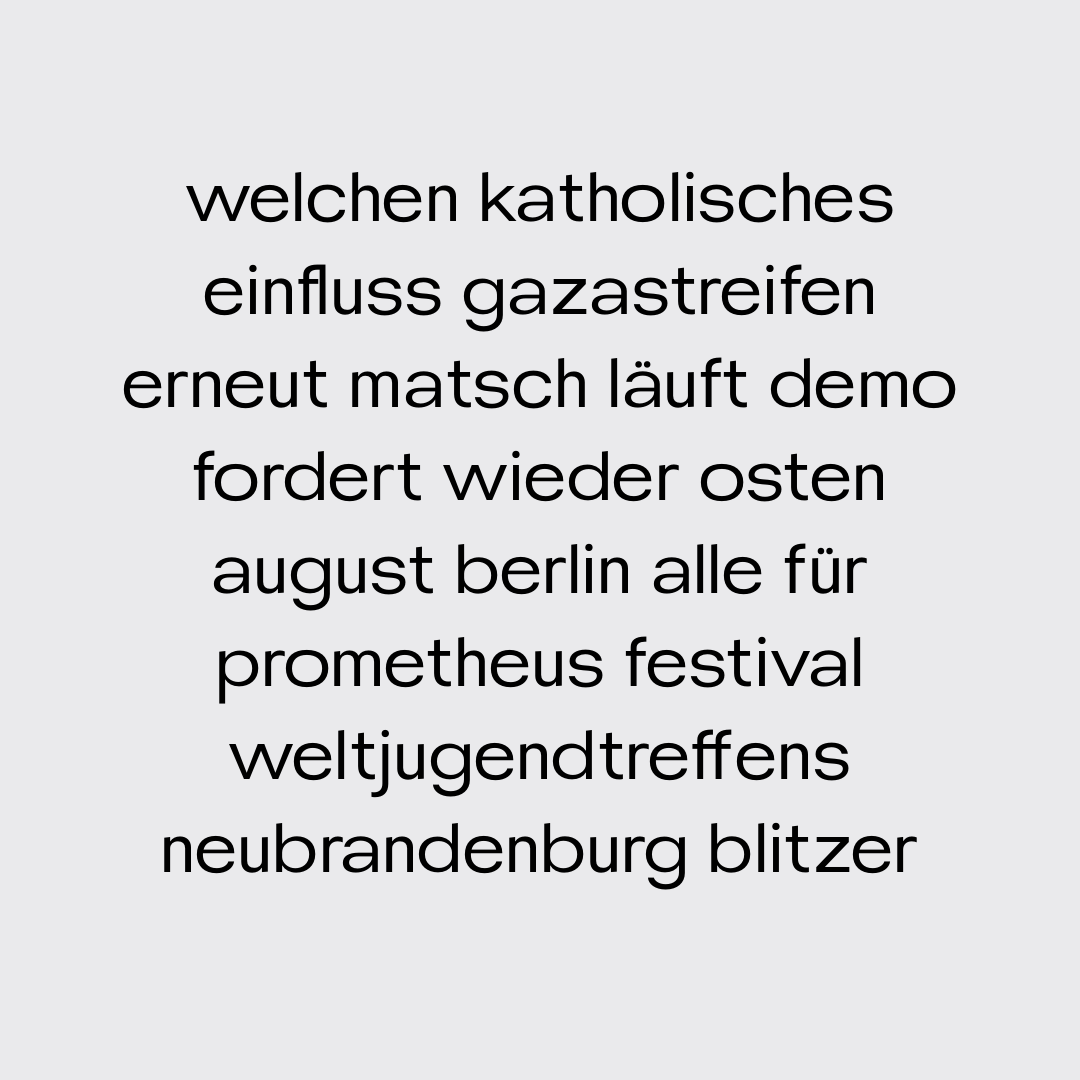 welchen katholisches
einfluss gazastreifen
erneut matsch läuft demo
fordert wieder osten
august berlin alle für
prometheus festival
weltjugendtreffens
neubrandenburg blitzer